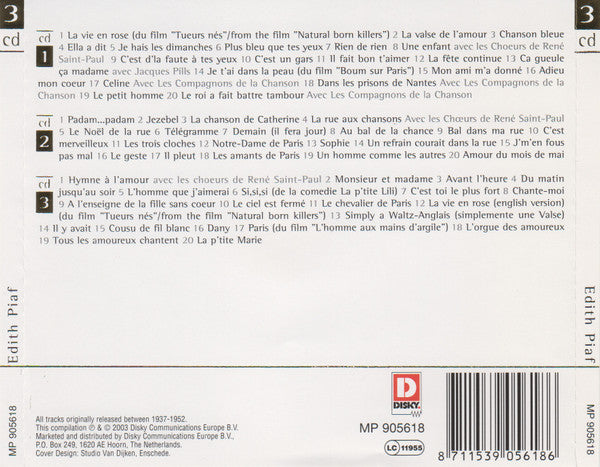 3
cd
cd
1
1 La vie en rose (du film "Tueurs nés"/from the film "Natural born killers") 2 La valse de l'amour 3 Chanson bleue
4 Ella a dit 5 Je hais les dimanches 6 Plus bleu que tes yeux 7 Rien de rien 8 Une enfant avec les Choeurs de René
Saint-Paul 9 C'est d'la faute à tes yeux 10 C'est un gars 11 Il fait bon t'aimer 12 La fête continue 13 Ca gueule
ça madame avec Jacques Pills 14 Je t'ai dans la peau (du film "Boum sur Paris") 15 Mon ami m'a donné 16 Adieu
mon coeur 17 Celine Avec Les Compagnons de la Chanson 18 Dans les prisons de Nantes Avec Les Compagnons de la
Chanson 19 Le petit homme 20 Le roi a fait battre tambour Avec Les Compagnons de la Chanson
cd
2
1 Padam...padam 2 Jezebel 3 La chanson de Catherine 4 La rue aux chansons Avec les Chœurs de René Saint-Paul
5 Le Noël de la rue 6 Télégramme 7 Demain (il fera jour) 8 Au bal de la chance 9 Bal dans ma rue 10 C'est
merveilleux 11 Les trois cloches 12 Notre-Dame de Paris 13 Sophie 14 Un refrain courait dans la rue 15 J'm'en fous
pas mal 16 Le geste 17 Il pleut 18 Les amants de Paris 19 Un homme comme les autres 20 Amour du mois de mai
cd
3
1 Hymne à l'amour avec les choeurs de René Saint-Paul 2 Monsieur et madame 3 Avant l'heure 4 Du matin
jusqu'au soir 5 L'homme que j'aimerai 6 Si,si,si (de la comedie La p'tite Lili) 7 C'est toi le plus fort 8 Chante-moi
9 A l'enseigne de la fille sans coeur 10 Le ciel est fermé 11 Le chevalier de Paris 12 La vie en rose (english version)
(du film "Tueurs nés"/from the film "Natural born killers") 13 Simply a Waltz-Anglais (simplemente une Valse)
14 Il y avait 15 Cousu de fil blanc 16 Dany 17 Paris (du film "L'homme aux mains d'argile") 18 L'orgue des amoureux
19 Tous les amoureux chantent 20 La p'tite Marie
3
cd
Edith Piaf
MP 905618
Edith Piaf
MP 905618
All tracks originally released between 1937-1952.
This compilation ℗ & © 2003 Disky Communications Europe B.V.
Marketed and distributed by Disky Communications Europe B.V.
P.O. Box 249, 1620 AE Hoorn, The Netherlands.
Cover Design: Studio Van Dijken, Enschede.
D
DISKY
MP 905618
LC 11955
8 711539 056186